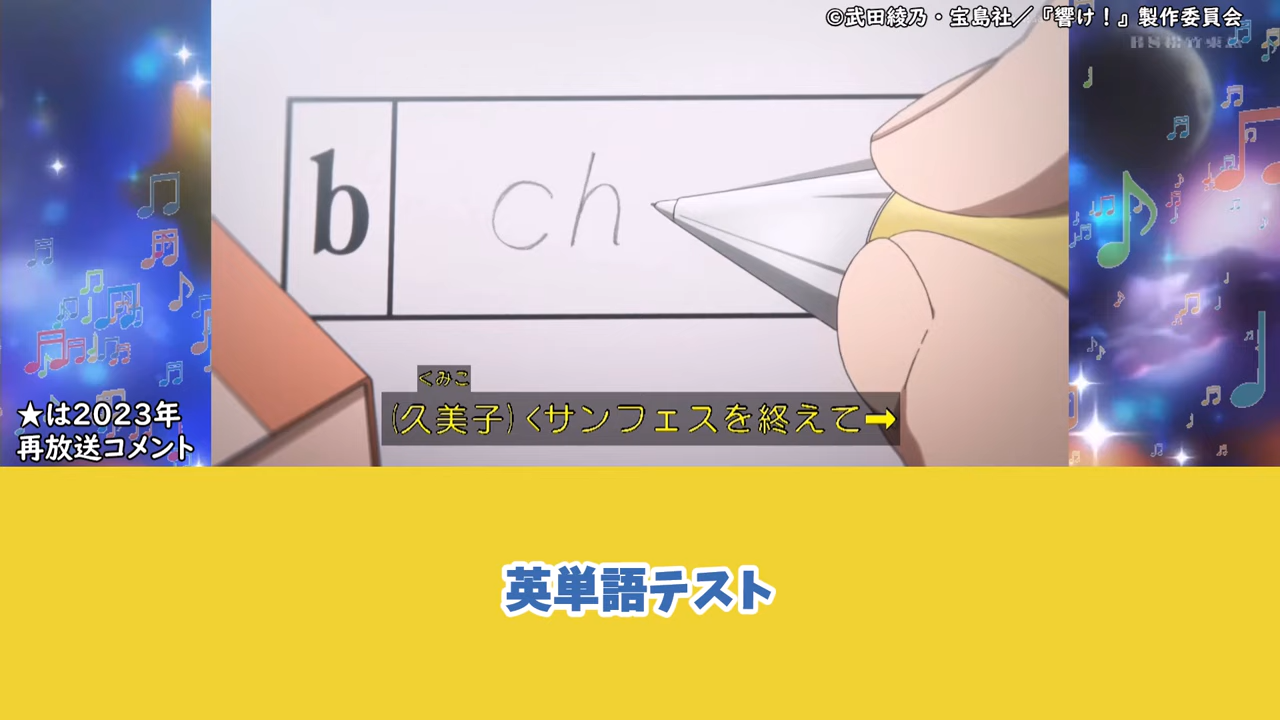 ©武田綾乃・宝島社／『響け！』製作委員会
b
ch
くみこ
(久美子)〈サンフェスを終えて➡
★は2023年
再放送コメント
英単語テスト